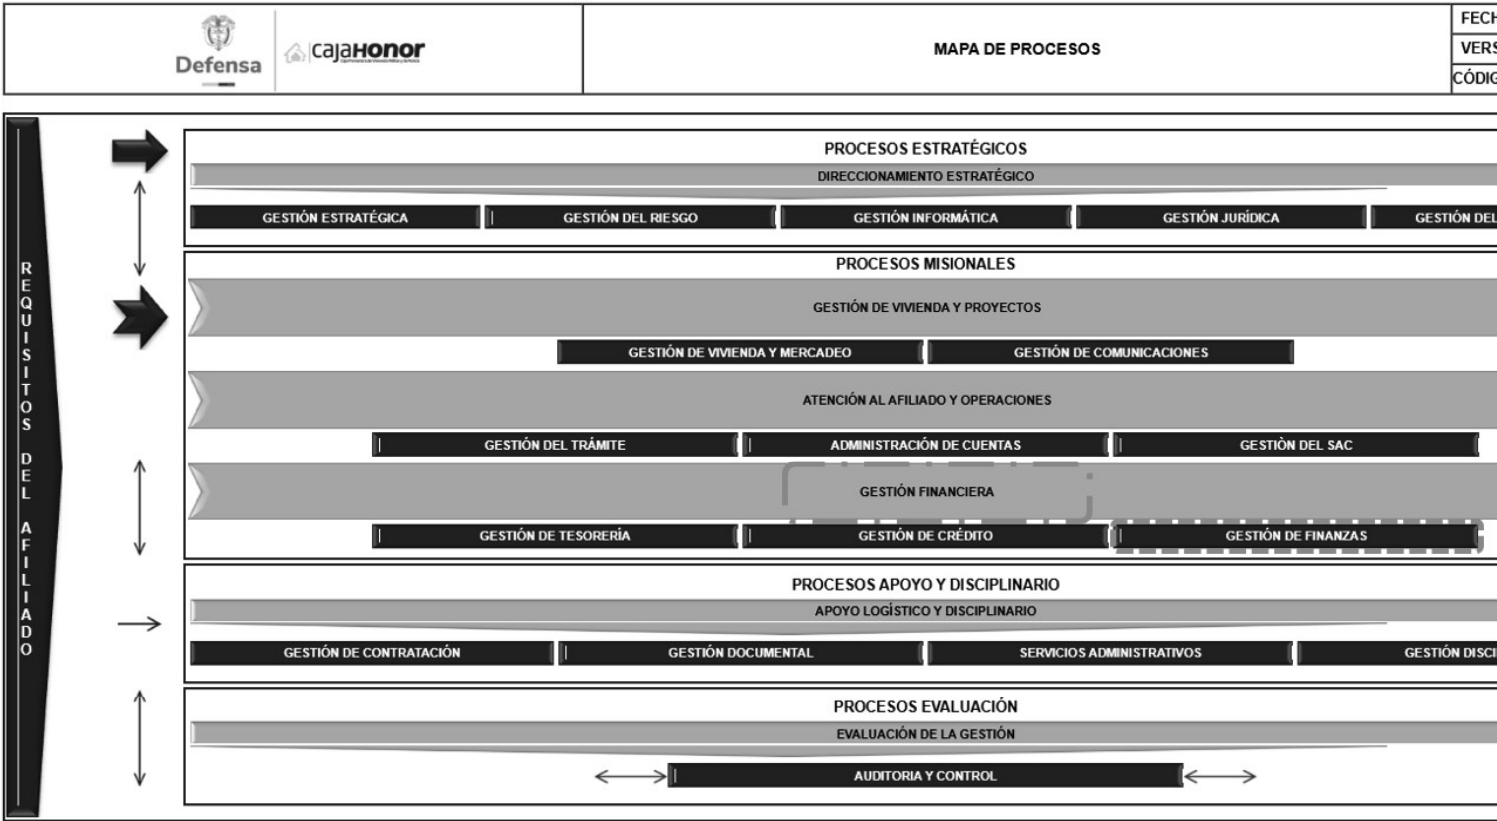 Defensa
cajaHonor
MAPA DE PROCESOS
FECH
VERS
CÓDIG
REQUISITOS DEL AFILIADO
PROCESOS ESTRATÉGICOS
DIRECCIONAMIENTO ESTRATÉGICO
GESTIÓN ESTRATÉGICA
GESTIÓN DEL RIESGO
GESTIÓN INFORMÁTICA
GESTIÓN JURÍDICA
GESTIÓN DEL
PROCESOS MISIONALES
GESTIÓN DE VIVIENDA Y PROYECTOS
GESTIÓN DE VIVIENDA Y MERCADEO
GESTIÓN DE COMUNICACIONES
ATENCIÓN AL AFILIADO Y OPERACIONES
GESTIÓN DEL TRÁMITE
ADMINISTRACIÓN DE CUENTAS
GESTIÒN DEL SAC
GESTIÓN FINANCIERA
GESTIÓN DE TESORERÍA
GESTIÓN DE CRÉDITO
GESTIÓN DE FINANZAS
PROCESOS APOYO Y DISCIPLINARIO
APOYO LOGÍSTICO Y DISCIPLINARIO
GESTIÓN DE CONTRATACIÓN
GESTIÓN DOCUMENTAL
SERVICIOS ADMINISTRATIVOS
GESTIÓN DISCI
PROCESOS EVALUACIÓN
EVALUACIÓN DE LA GESTIÓN
AUDITORIA Y CONTROL